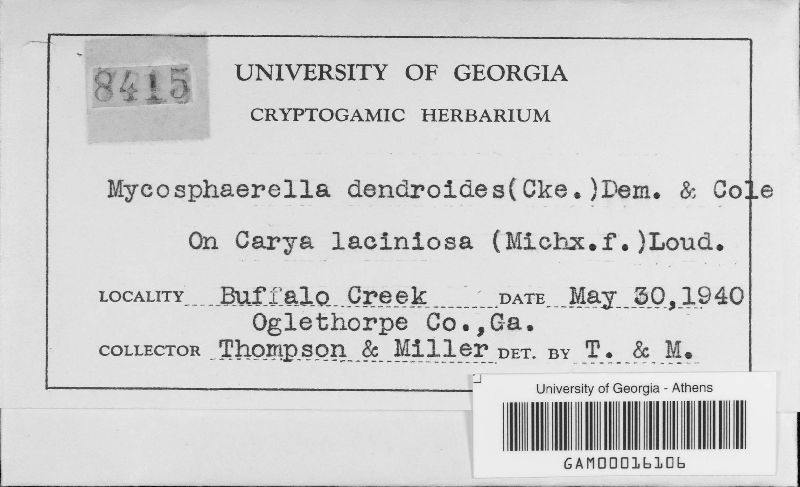 8415
UNIVERSITY OF GEORGIA
CRYPTOGAMIC HERBARIUM
Mycosphaerella dendroides(Cke.)Dem. & Cole
On Carya laciniosa (Michx.f.)Loud.
LOCALITY Buffalo Creek DATE May 30,1940
Oglethorpe Co.,Ga.
COLLECTOR Thompson & Miller DET. BY T. & M.
University of Georgia - Athens
GAM00016106